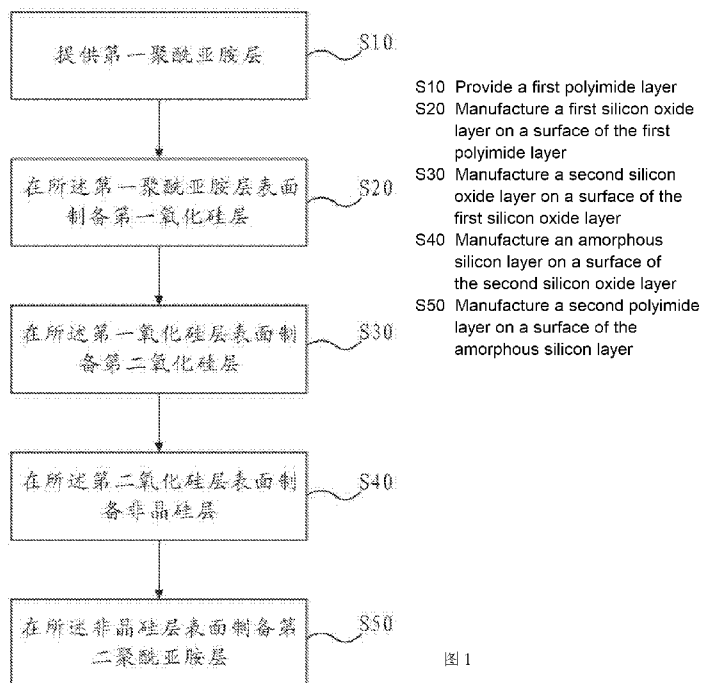 提供第一聚酰亚胺层
S10
在所述第一聚酰亚胺层表面
制备第一氧化硅层
S20
在所述第一氧化硅层表面制
备第二氧化硅层
S30
在所述第二氧化硅层表面制
备非晶硅层
S40
在所述非晶硅层表面制备第
二聚酰亚胺层
S50
S10 Provide a first polyimide layer
S20 Manufacture a first silicon oxide
layer on a surface of the first
polyimide layer
S30 Manufacture a second silicon
oxide layer on a surface of the
first silicon oxide layer
S40 Manufacture an amorphous
silicon layer on a surface of
the second silicon oxide layer
S50 Manufacture a second polyimide
layer on a surface of the
amorphous silicon layer
图1